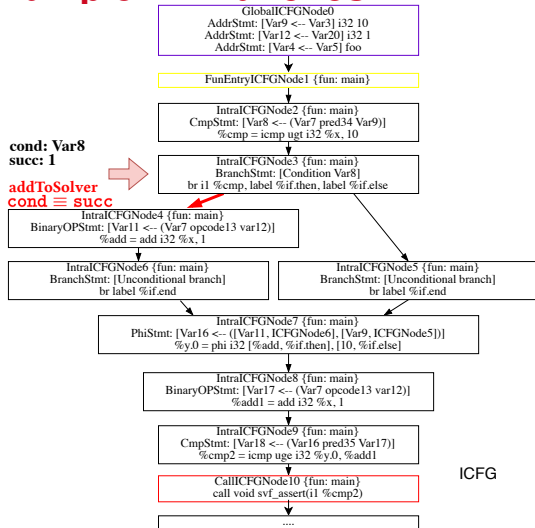 GlobalICFGNode0
AddrStmt: [Var9 <-- Var3] i32 10
AddrStmt: [Var12 <-- Var20] i32 1
AddrStmt: [Var4 <-- Var5] foo
FunEntryICFGNode1 {fun: main}
IntraICFGNode2 {fun: main}
CmpStmt: [Var8 <-- (Var7 pred34 Var9)]
%cmp = icmp ugt i32 %x, 10
cond: Var8
succ: 1
IntraICFGNode3 {fun: main}
BranchStmt: [Condition Var8]
br i1 %cmp, label %if.then, label %if.else
addToSolver
cond ≡ succ
IntraICFGNode4 {fun: main}
BinaryOPStmt: [Var11 <-- (Var7 opcode13 var12)]
%add = add i32 %x, 1
IntraICFGNode6 {fun: main}
BranchStmt: [Unconditional branch]
br label %if.end
IntraICFGNode5 {fun: main}
BranchStmt: [Unconditional branch]
br label %if.end
IntraICFGNode7 {fun: main}
PhiStmt: [Var16 <-- ([Var11, ICFGNode6], [Var9, ICFGNode5])]
%y.0 = phi i32 [%add, %if.then], [10, %if.else]
IntraICFGNode8 {fun: main}
BinaryOPStmt: [Var17 <-- (Var7 opcode13 var12)]
%add1 = add i32 %x, 1
IntraICFGNode9 {fun: main}
CmpStmt: [Var18 <-- (Var16 pred35 Var17)]
%cmp2 = icmp uge i32 %y.0, %add1
ICFG
CallICFGNode10 {fun: main}
call void svf_assert(i1 %cmp2)
....